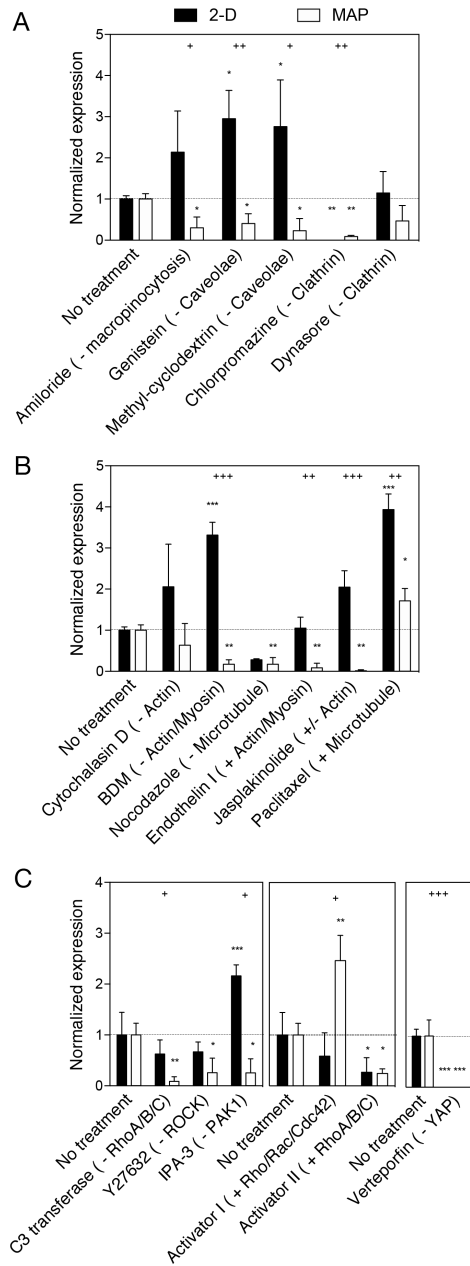 A
2-D MAP
Normalized expression
5
4
3
2
1
0
+ ++ + ++
* *
* * * ** **
No treatment
Amiloride ( - macropinocytosis)
Genistein ( - Caveolae)
Methyl-cyclodextrin ( - Caveolae)
Chlorpromazine ( - Clathrin)
Dynasore ( - Clathrin)
B
Normalized expression
5
4
3
2
1
0
+++ ++ +++ ++
*** ***
** ** ** ** *
No treatment
Cytochalasin D ( - Actin)
BDM ( - Actin/Myosin)
Nocodazole ( - Microtubule)
Endothelin I ( + Actin/Myosin)
Jasplakinolide ( +/- Actin)
Paclitaxel ( + Microtubule)
C
Normalized expression
4
3
2
1
0
+ + + +++
*** **
** * * * * *** ***
No treatment
C3 transferase ( - RhoA/B/C)
Y27632 ( - ROCK)
IPA-3 ( - PAK1)
No treatment
Activator I ( + Rho/Rac/Cdc42)
Activator II ( + RhoA/B/C)
No treatment
Verteporfin ( - YAP)